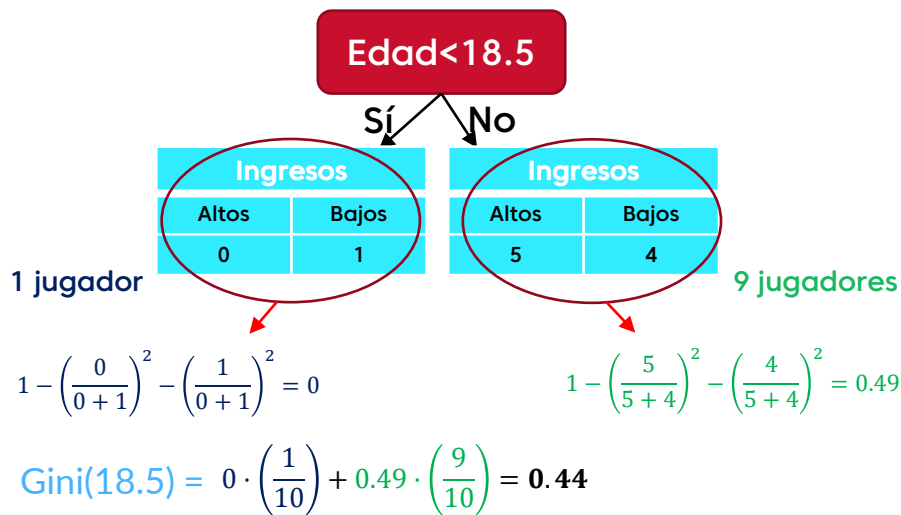 Edad<18.5
Sí No
Ingresos Ingresos
Altos Bajos Altos Bajos
0 1 5 4
1 jugador 9 jugadores
1 − (0/(0 + 1))² − (1/(0 + 1))² = 0
1 − (5/(5 + 4))² − (4/(5 + 4))² = 0.49
Gini(18.5) = 0 · (1/10) + 0.49 · (9/10) = 0.44